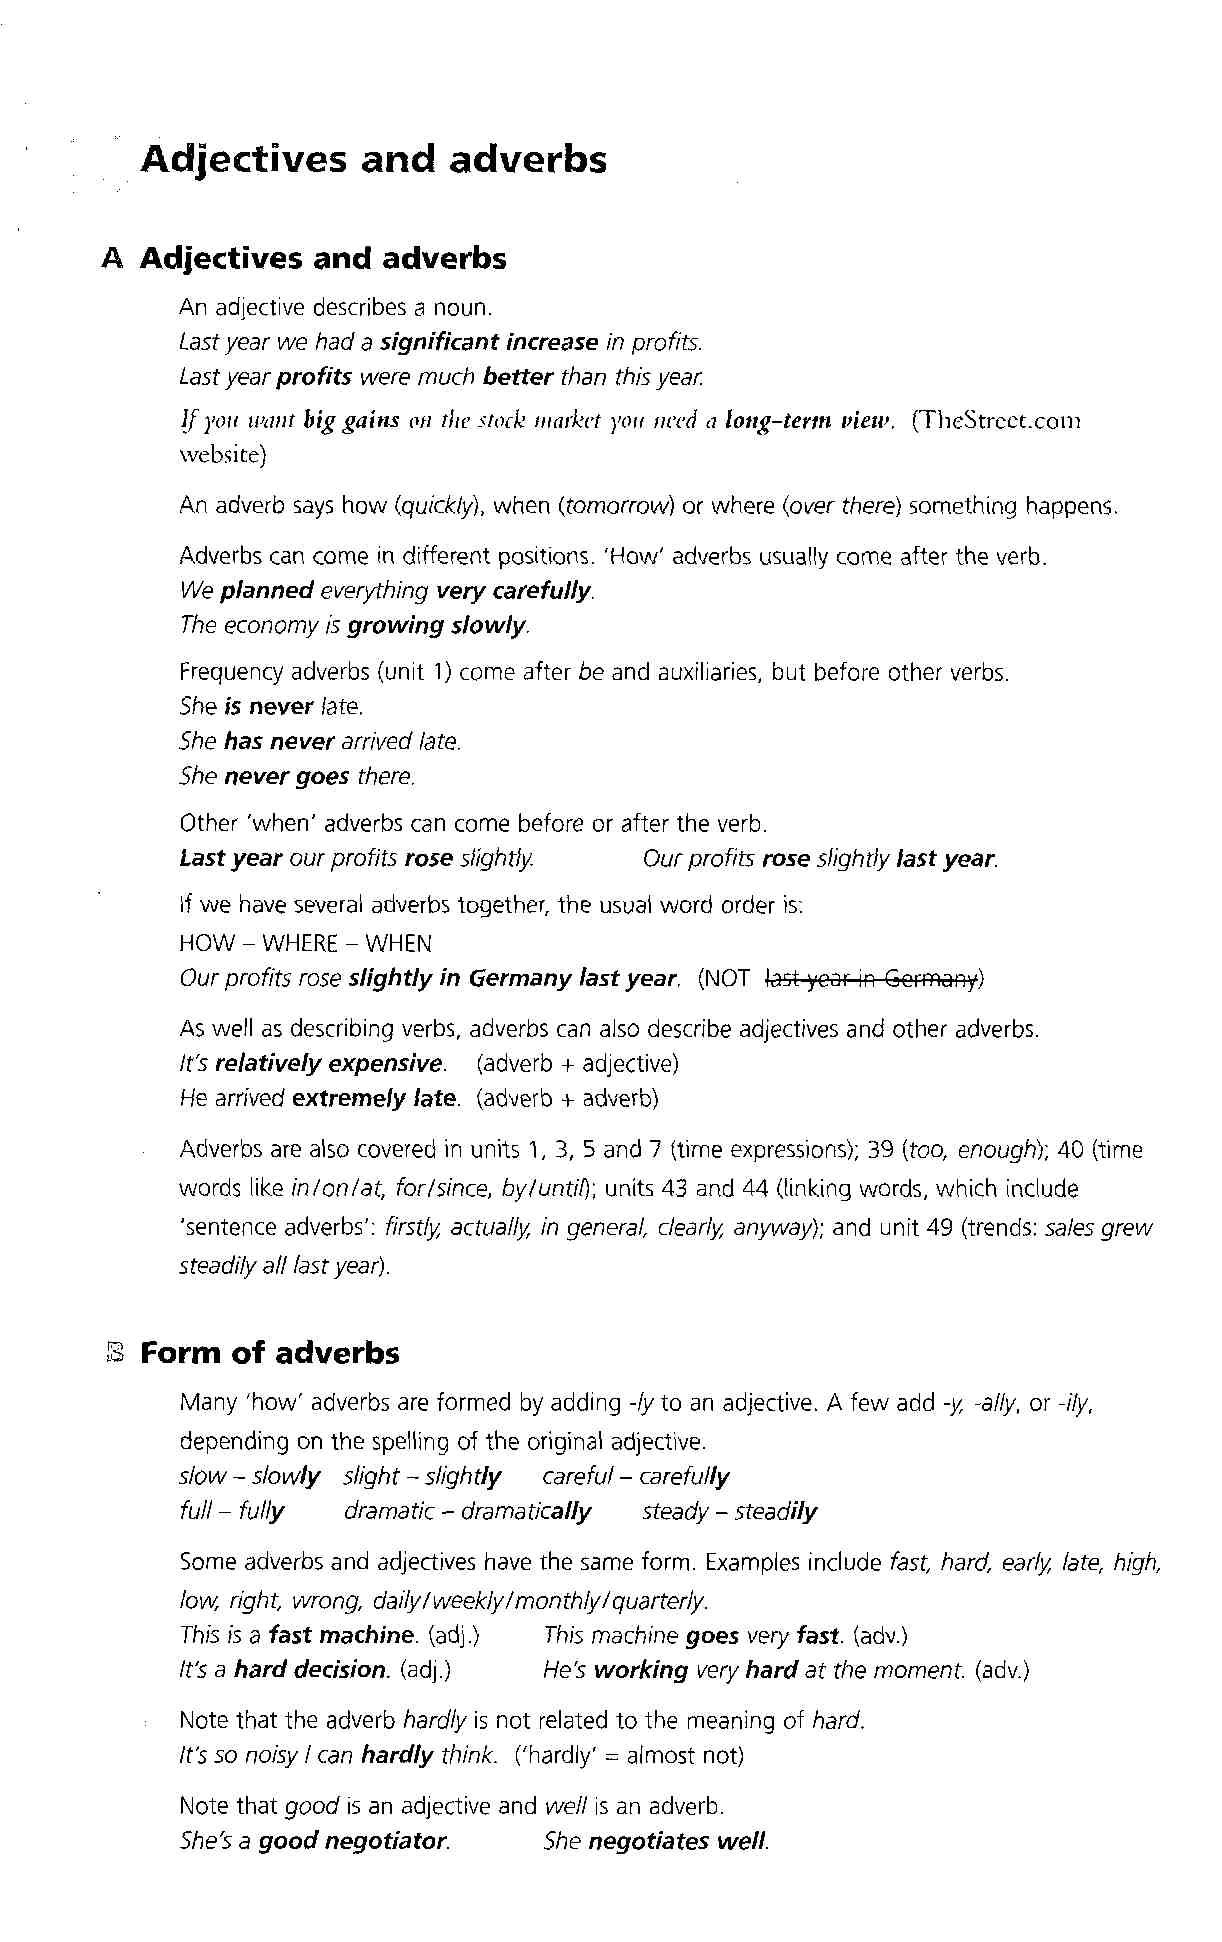 Adjectives and adverbs
A Adjectives and adverbs
An adjective describes a noun.
Last year we had a significant increase in profits.
Last year profits were much better than this year.
If you want big gains on the stock market you need a long-term view. (TheStreet.com
website)
An adverb says how (quickly), when (tomorrow) or where (over there) something happens.
Adverbs can come in different positions. 'How' adverbs usually come after the verb.
We planned everything very carefully.
The economy is growing slowly.
Frequency adverbs (unit 1) come after be and auxiliaries, but before other verbs.
She is never late.
She has never arrived late.
She never goes there.
Other 'when' adverbs can come before or after the verb.
Last year our profits rose slightly. Our profits rose slightly last year.
If we have several adverbs together, the usual word order is:
HOW – WHERE – WHEN
Our profits rose slightly in Germany last year. (NOT last year in Germany)
As well as describing verbs, adverbs can also describe adjectives and other adverbs.
It's relatively expensive. (adverb + adjective)
He arrived extremely late. (adverb + adverb)
Adverbs are also covered in units 1, 3, 5 and 7 (time expressions); 39 (too, enough); 40 (time
words like in/on/at, for/since, by/until); units 43 and 44 (linking words, which include
'sentence adverbs': firstly, actually, in general, clearly, anyway); and unit 49 (trends: sales grew
steadily all last year).
B Form of adverbs
Many 'how' adverbs are formed by adding -ly to an adjective. A few add -y, -ally, or -ily,
depending on the spelling of the original adjective.
slow – slowly slight – slightly careful – carefully
full – fully dramatic – dramatically steady – steadily
Some adverbs and adjectives have the same form. Examples include fast, hard, early, late, high,
low, right, wrong, daily/weekly/monthly/quarterly.
This is a fast machine. (adj.) This machine goes very fast. (adv.)
It's a hard decision. (adj.) He's working very hard at the moment. (adv.)
Note that the adverb hardly is not related to the meaning of hard.
It's so noisy I can hardly think. ('hardly' = almost not)
Note that good is an adjective and well is an adverb.
She's a good negotiator. She negotiates well.